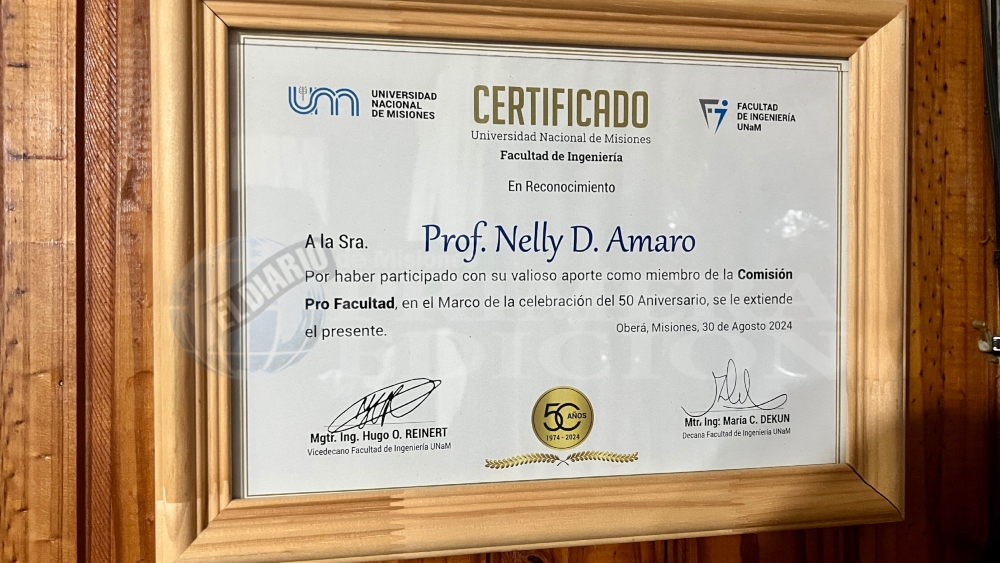 UNIVERSIDAD
NACIONAL
DE MISIONES
CERTIFICADO
Universidad Nacional de Misiones
Facultad de Ingeniería
FACULTAD
DE INGENIERÍA
UNaM
En Reconocimiento
A la Sra. Prof. Nelly D. Amaro
Por haber participado con su valioso aporte como miembro de la Comisión
Pro Facultad, en el Marco de la celebración del 50 Aniversario, se le extiende
el presente.
Oberá, Misiones, 30 de Agosto 2024
Mgtr. Ing. Hugo O. REINERT
Vicedecano Facultad de Ingeniería UNaM
50 AÑOS
1974 - 2024
Mtr. Ing: María C. DEKUN
Decana Facultad de Ingeniería UNaM
EL DIARIO
PRIMERA
EDICIÓN